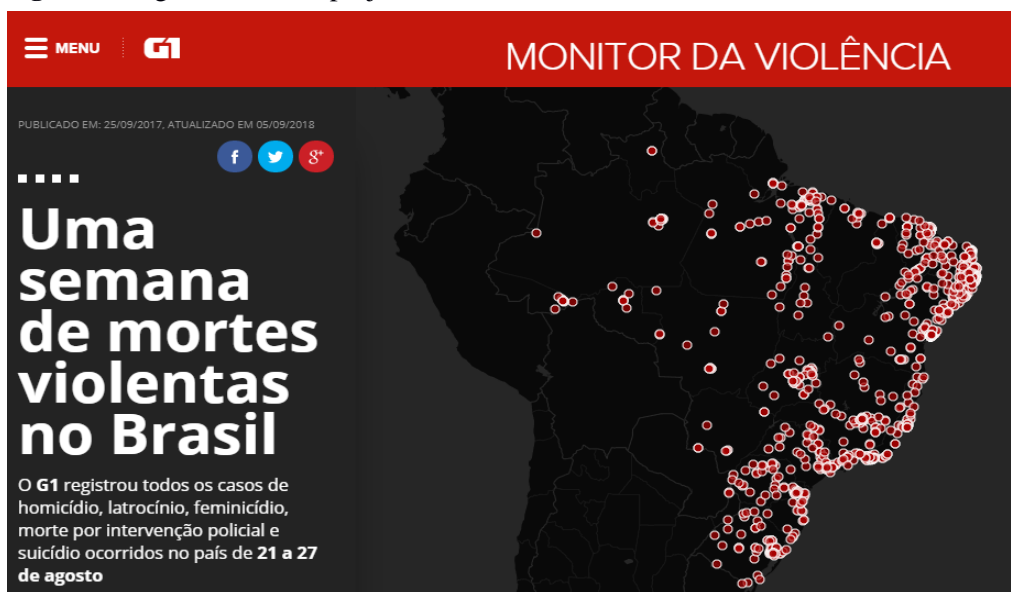 MENU G1 MONITOR DA VIOLÊNCIA
PUBLICADO EM: 25/09/2017, ATUALIZADO EM 05/09/2018
f g+
Uma
semana
de mortes
violentas
no Brasil
O G1 registrou todos os casos de
homicídio, latrocínio, feminicídio,
morte por intervenção policial e
suicídio ocorridos no país de 21 a 27
de agosto